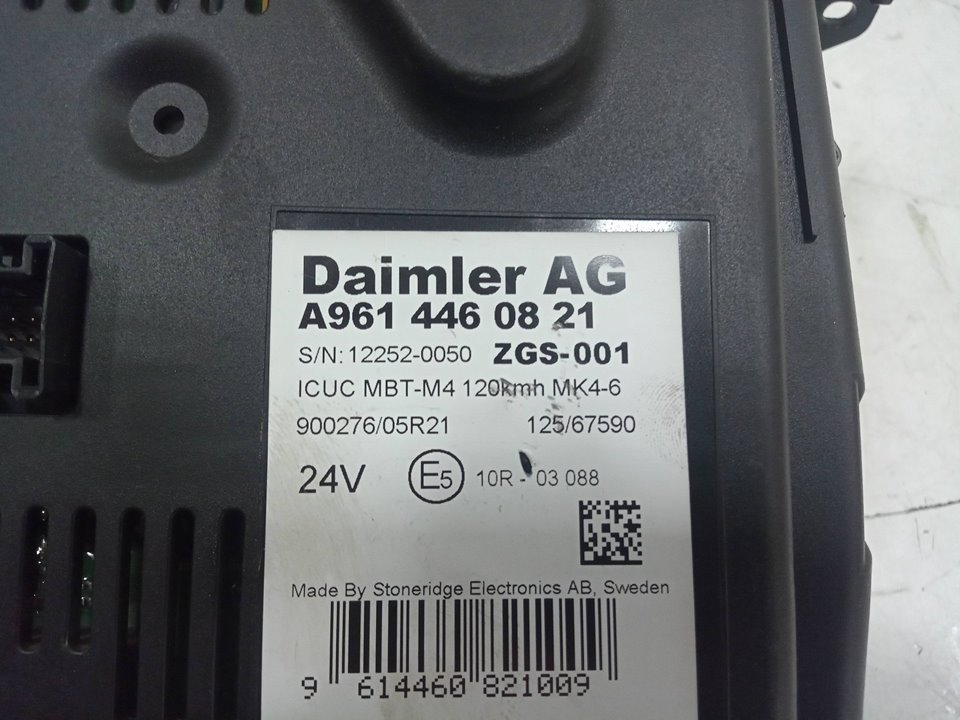 Daimler AG
A961 446 08 21
S/N: 12252-0050 ZGS-001
ICUC MBT-M4 120kmh MK4-6
900276/05R21 125/67590
24V E5 10R - 03 088
Made By Stoneridge Electronics AB, Sweden
9 614460 821009